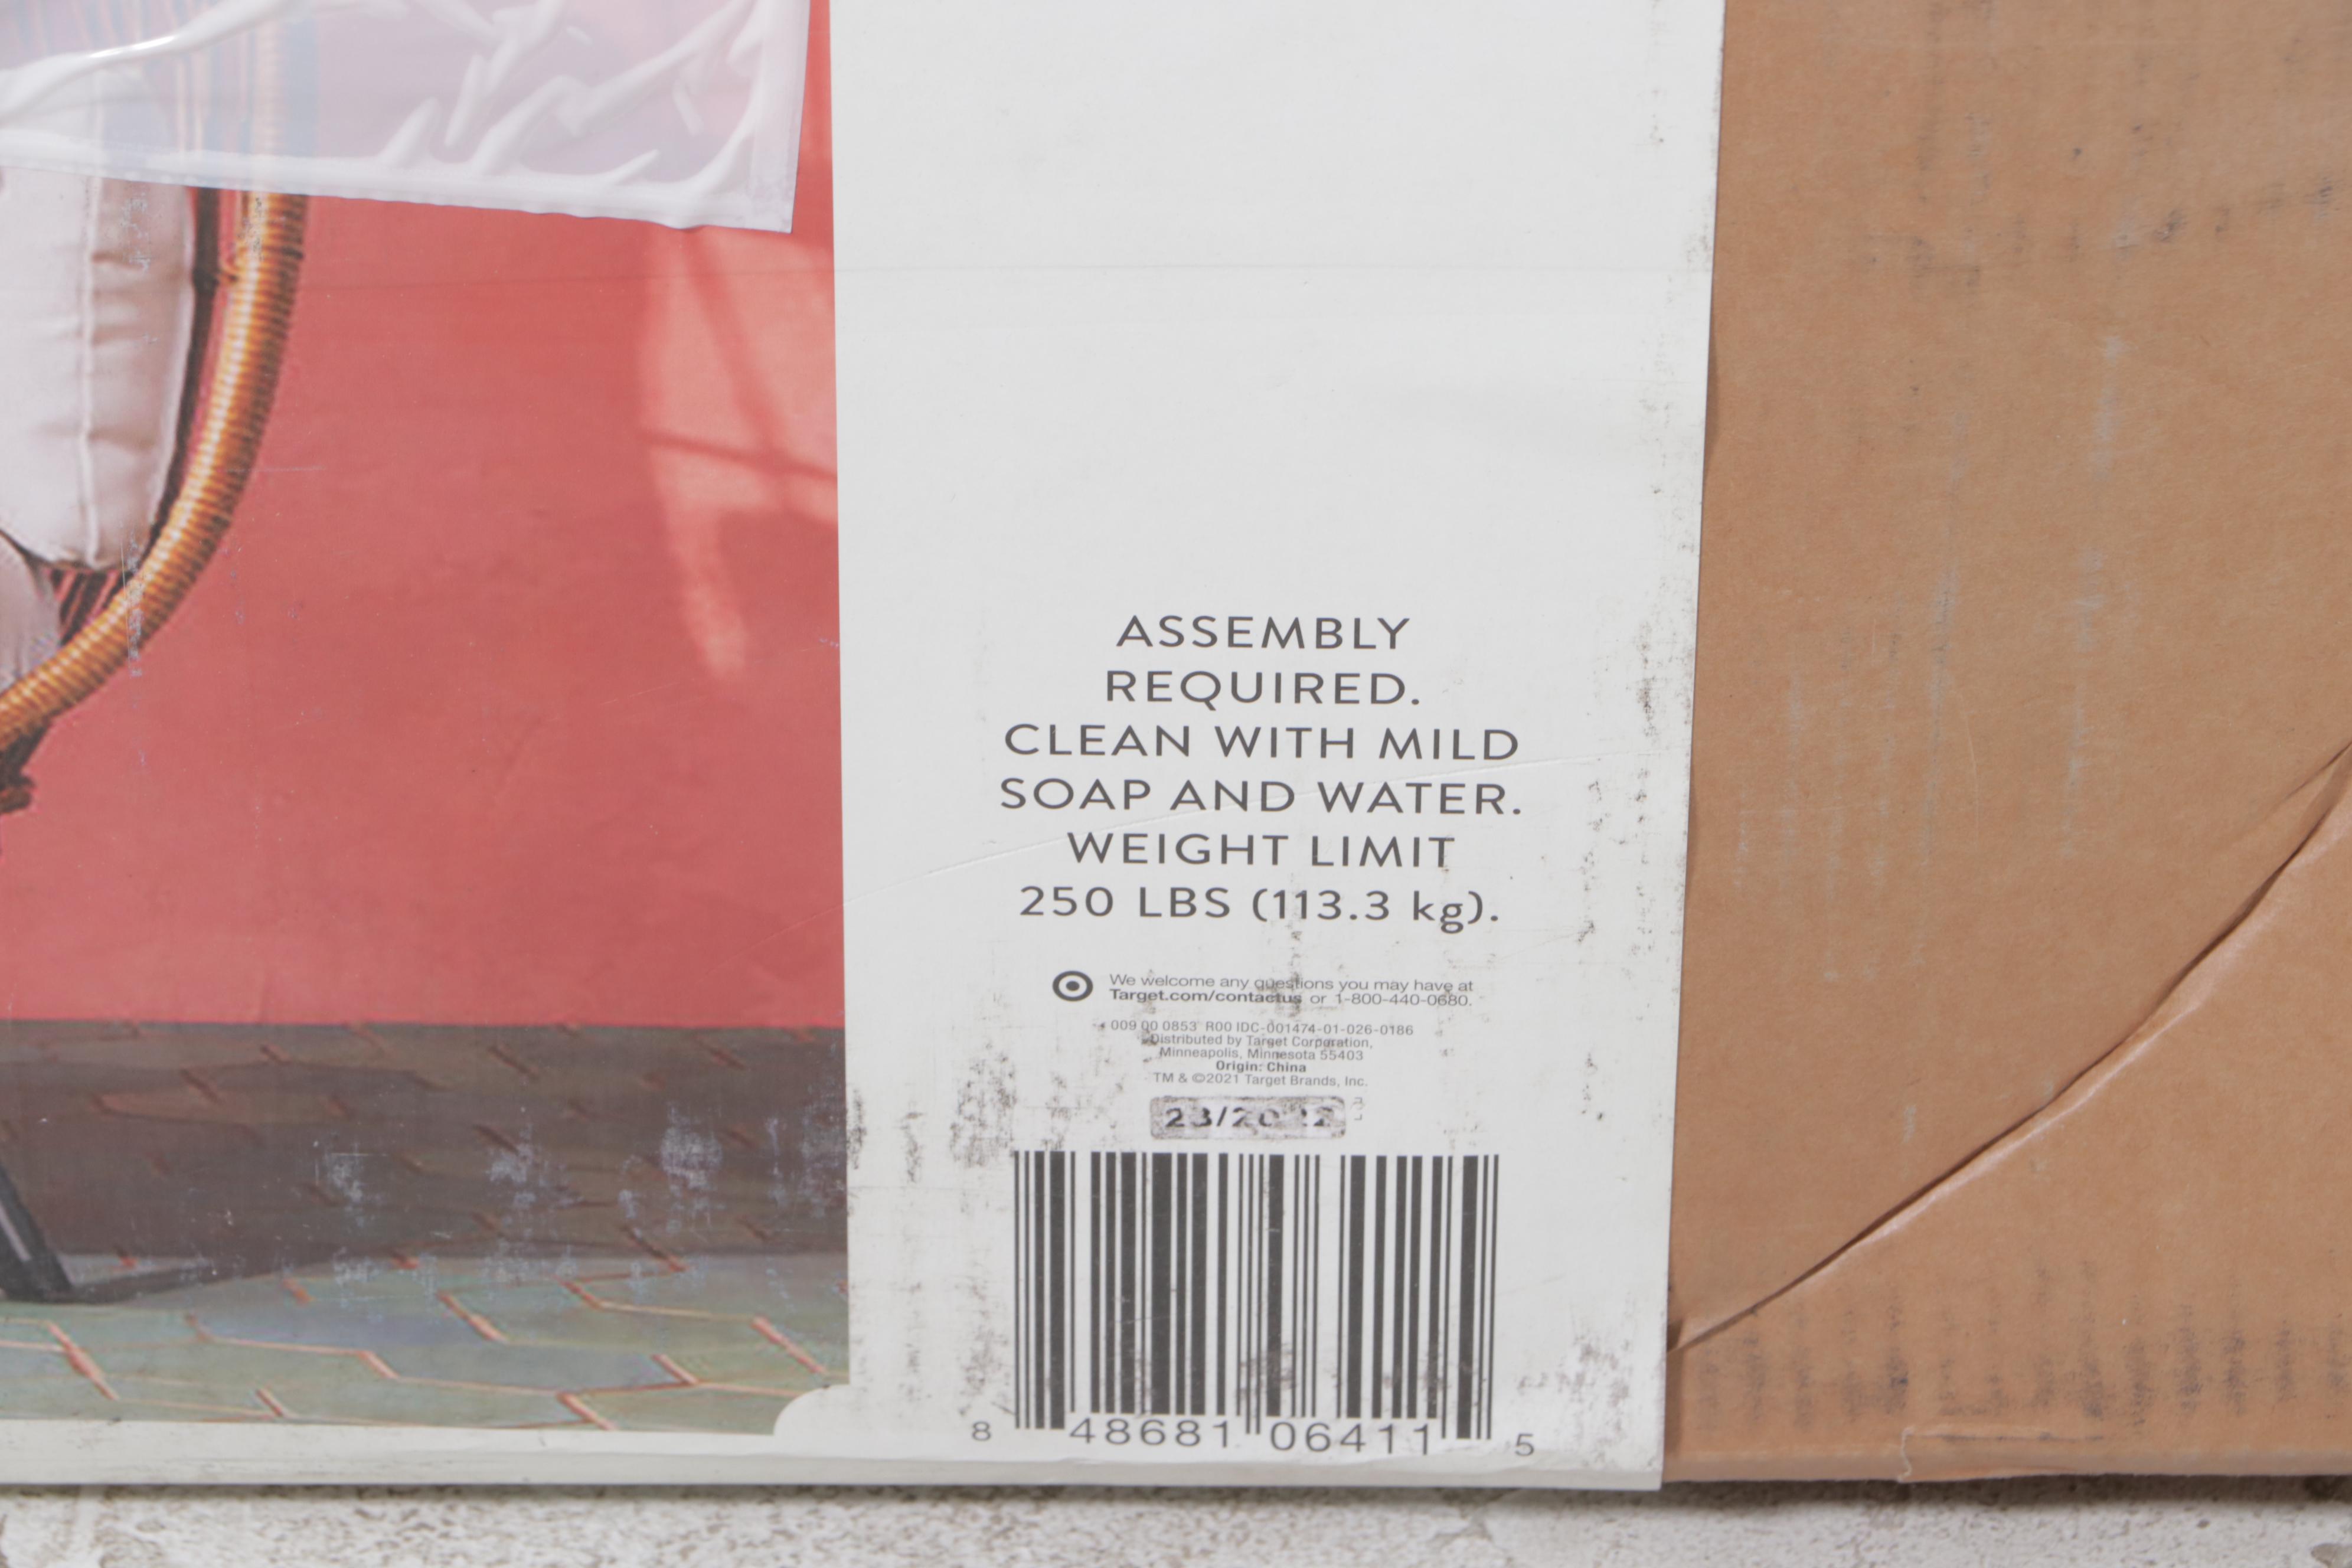 ASSEMBLY
REQUIRED.
CLEAN WITH MILD
SOAP AND WATER.
WEIGHT LIMIT
250 LBS (113.3 kg).
We welcome any questions you may have at
Target.com/contactus or 1-800-440-0680.
009 00 0853 R00 IDC-001474-01-026-0186
Distributed by Target Corporation,
Minneapolis, Minnesota 55403
Origin: China
TM & ©2021 Target Brands, Inc.
23/2022
8 48681 06411 5